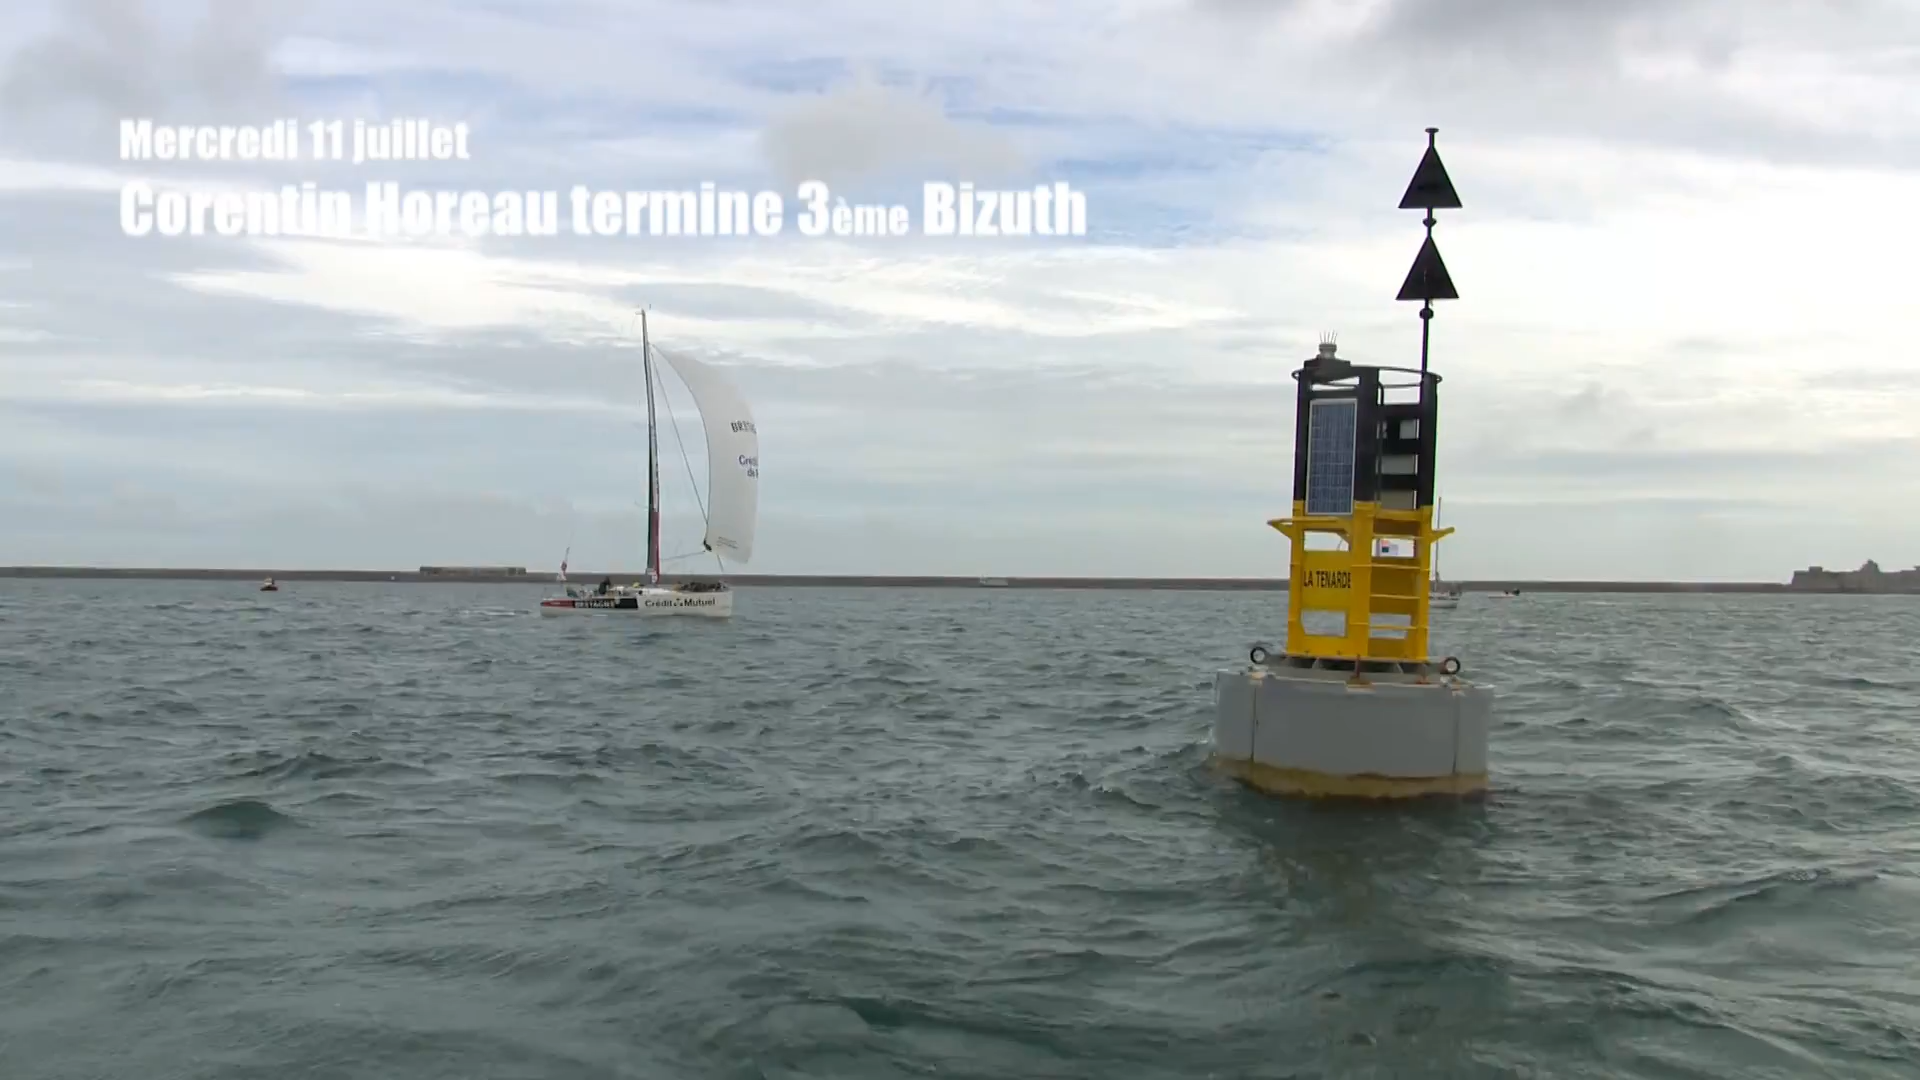 Mercredi 11 juillet
Corentin Horeau termine 3ème Bizuth
LA TENARDE
BRETAGNE
Crédit Mutuel